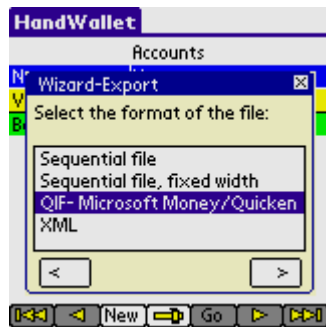 HandWallet
Accounts
Wizard-Export
Select the format of the file:
Sequential file
Sequential file, fixed width
QIF- Microsoft Money/Quicken
XML
< >
New Go